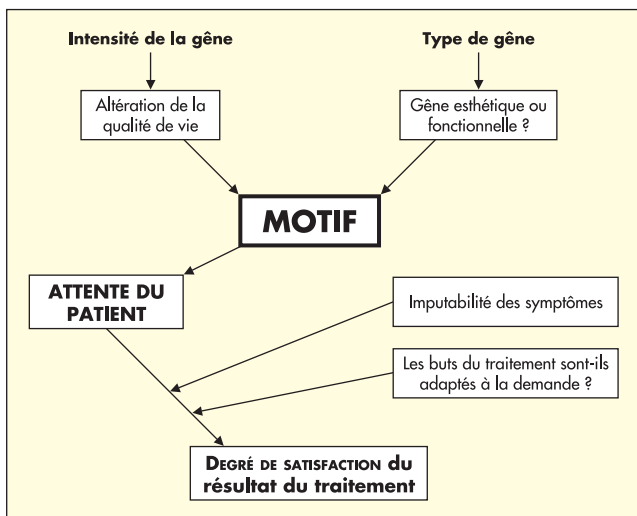 Intensité de la gêne
Type de gêne
Altération de la
qualité de vie
Gêne esthétique ou
fonctionnelle ?
MOTIF
ATTENTE DU
PATIENT
Imputabilité des symptômes
Les buts du traitement sont-ils
adaptés à la demande ?
DEGRÉ DE SATISFACTION du
résultat du traitement